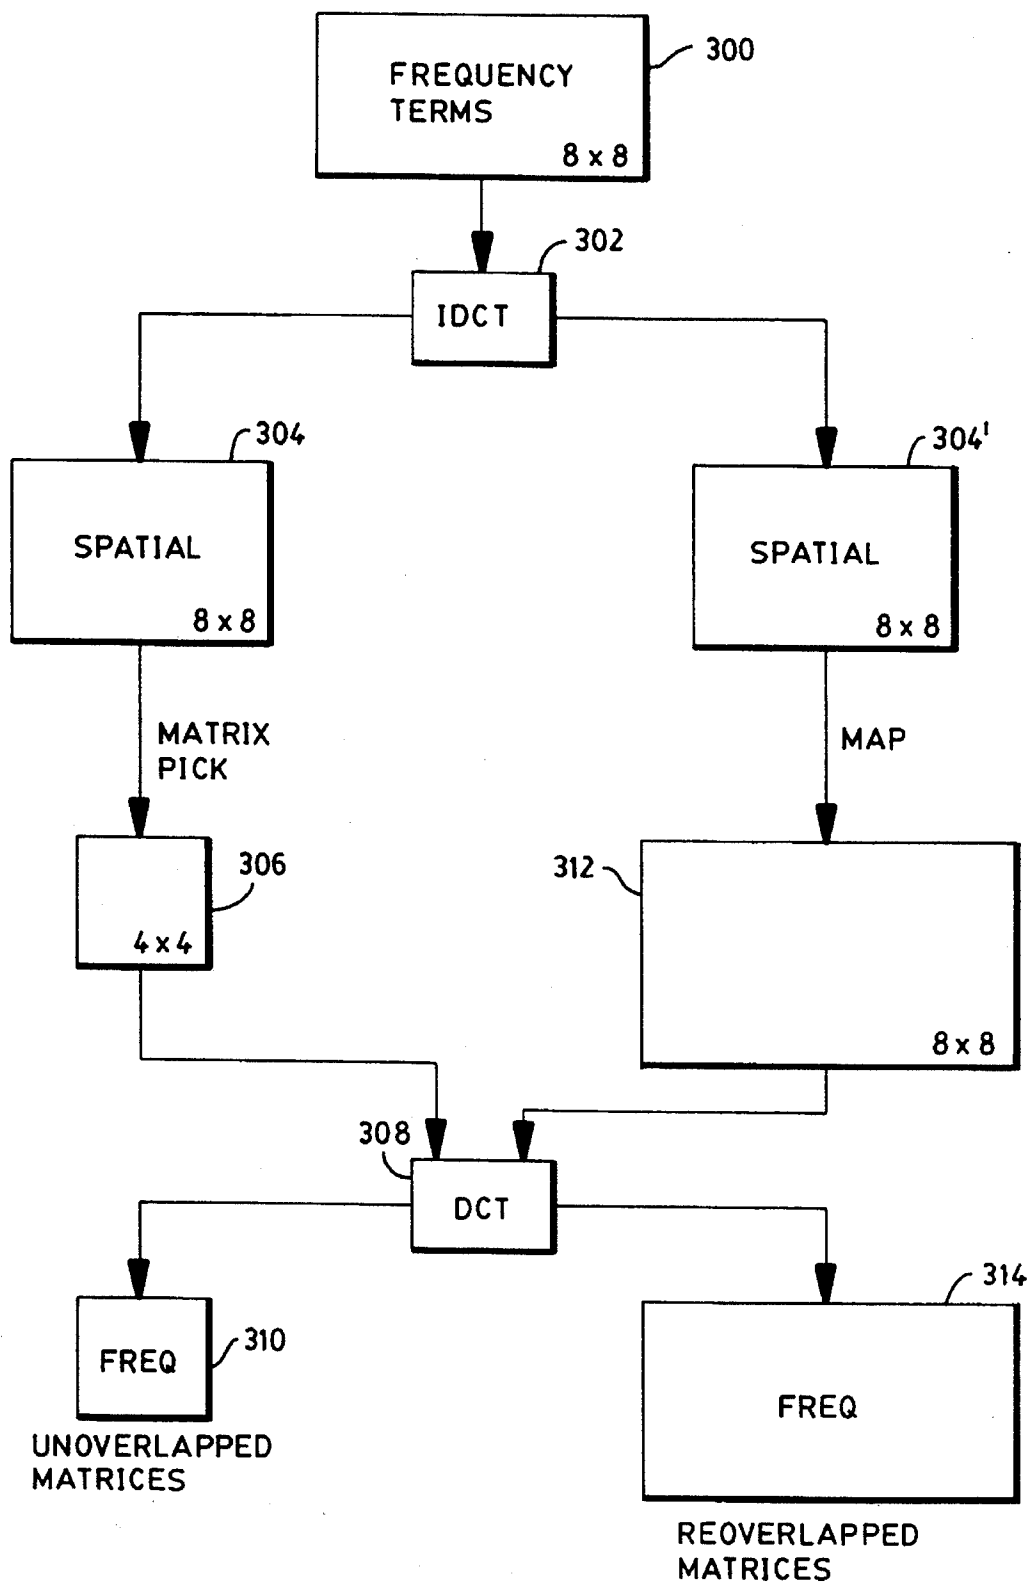 300
FREQUENCY
TERMS
8 x 8
302
IDCT
304
304'
SPATIAL
8 x 8
SPATIAL
8 x 8
MATRIX
PICK
MAP
306
4 x 4
312
8 x 8
308
DCT
310
FREQ
UNOVERLAPPED
MATRICES
314
FREQ
REOVERLAPPED
MATRICES